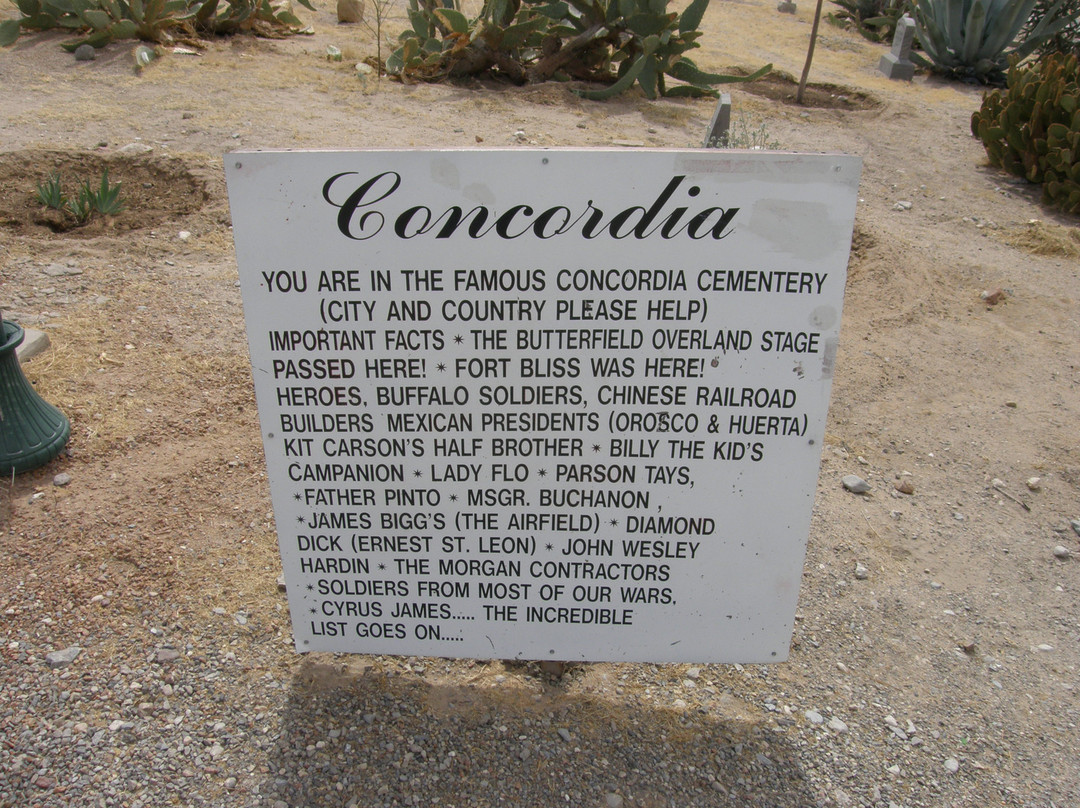 Concordia
YOU ARE IN THE FAMOUS CONCORDIA CEMENTERY
(CITY AND COUNTRY PLEASE HELP)
IMPORTANT FACTS * THE BUTTERFIELD OVERLAND STAGE
PASSED HERE! * FORT BLISS WAS HERE!
HEROES, BUFFALO SOLDIERS, CHINESE RAILROAD
BUILDERS MEXICAN PRESIDENTS (OROSCO & HUERTA)
KIT CARSON'S HALF BROTHER * BILLY THE KID'S
CAMPANION * LADY FLO * PARSON TAYS,
*FATHER PINTO * MSGR. BUCHANON ,
*JAMES BIGG'S (THE AIRFIELD) * DIAMOND
DICK (ERNEST ST. LEON) * JOHN WESLEY
HARDIN * THE MORGAN CONTRACTORS
*SOLDIERS FROM MOST OF OUR WARS,
*CYRUS JAMES..... THE INCREDIBLE
LIST GOES ON.....